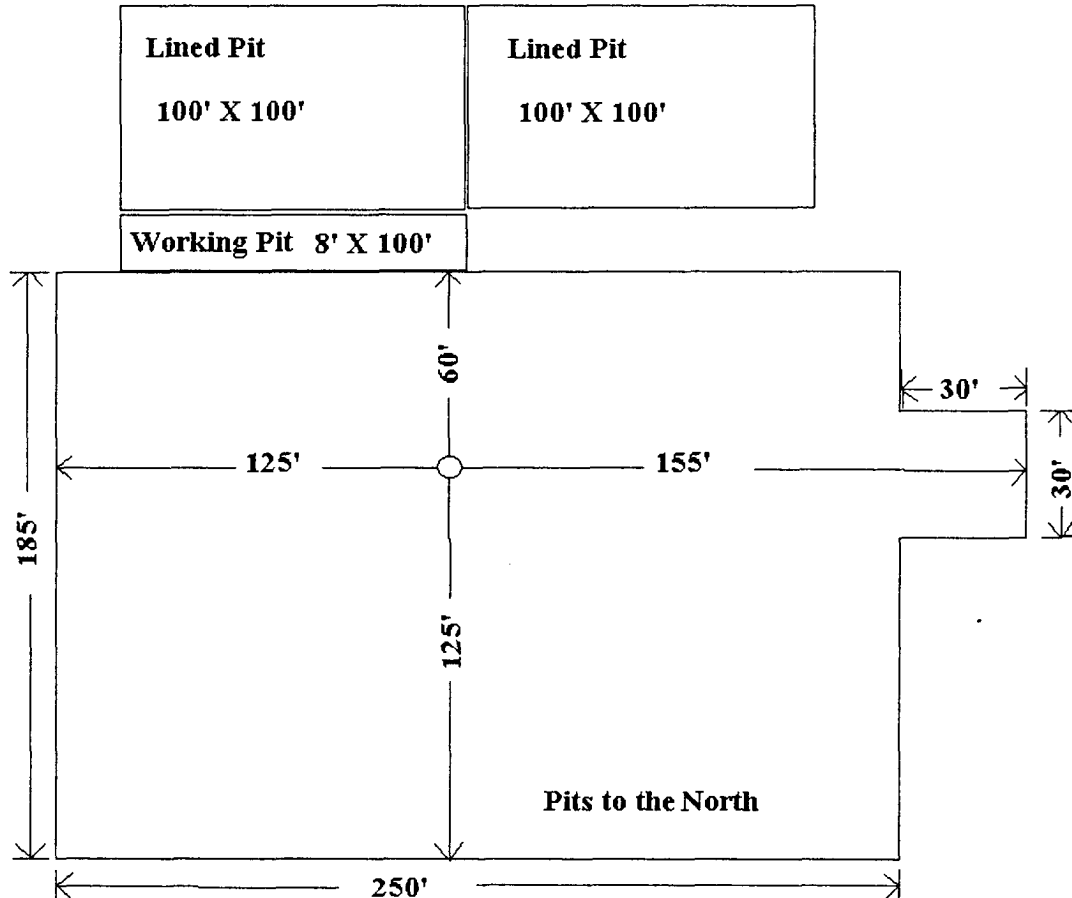 Lined Pit
100' X 100'
Lined Pit
100' X 100'
Working Pit 8' X 100'
60'
30'
125'
155'
30'
185'
125'
Pits to the North
250'